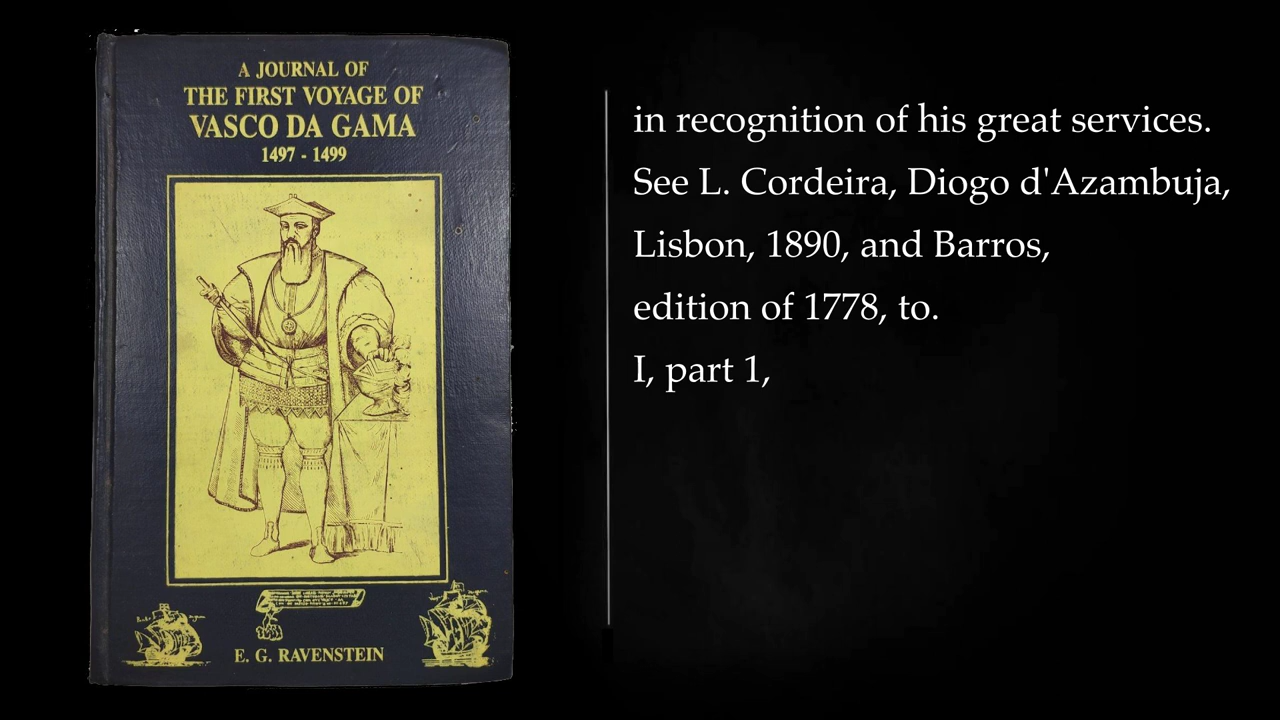 A JOURNAL OF
THE FIRST VOYAGE OF
VASCO DA GAMA
1497 - 1499
E. G. RAVENSTEIN
in recognition of his great services.
See L. Cordeira, Diogo d'Azambuja,
Lisbon, 1890, and Barros,
edition of 1778, to.
I, part 1,